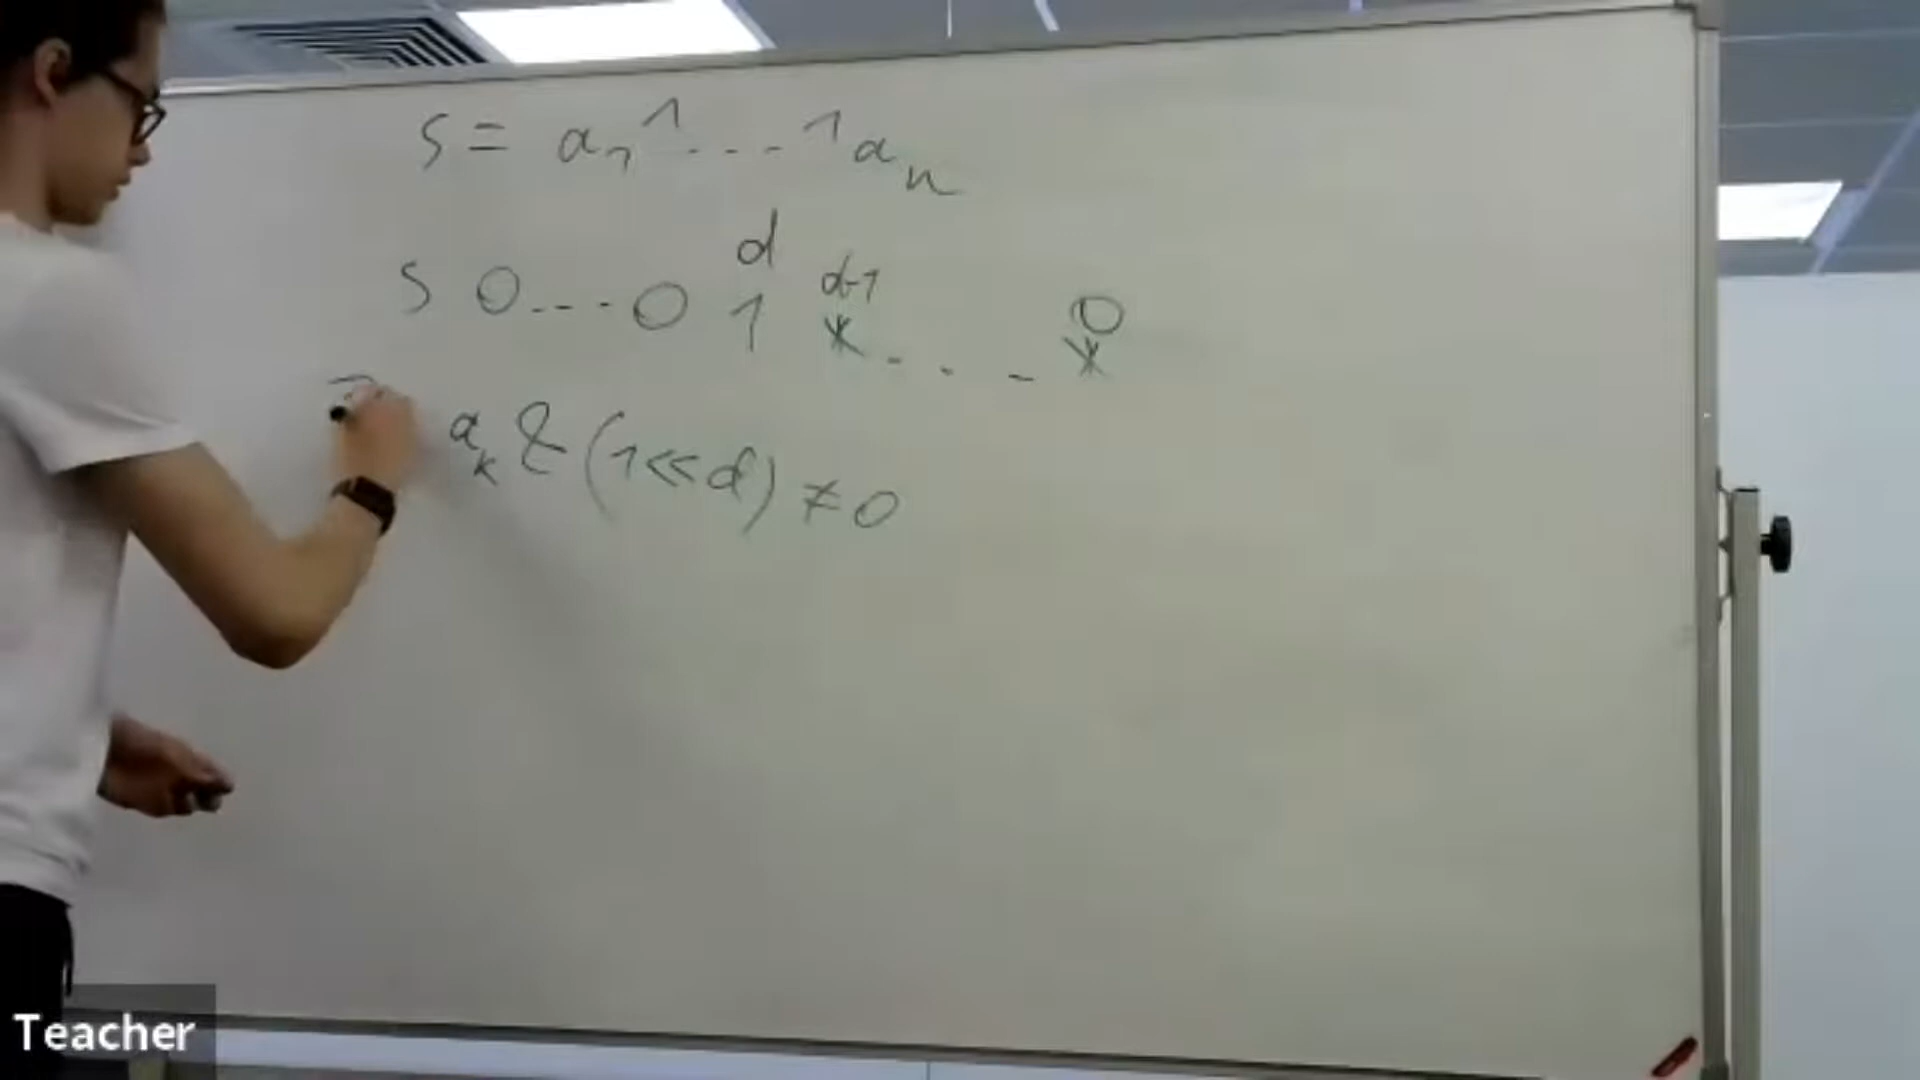 S = a₁ ^ ... ^ aₙ
d d-1 0
S 0...0 1 * . . . *
aₖ & (1<<d) ≠ 0
Teacher